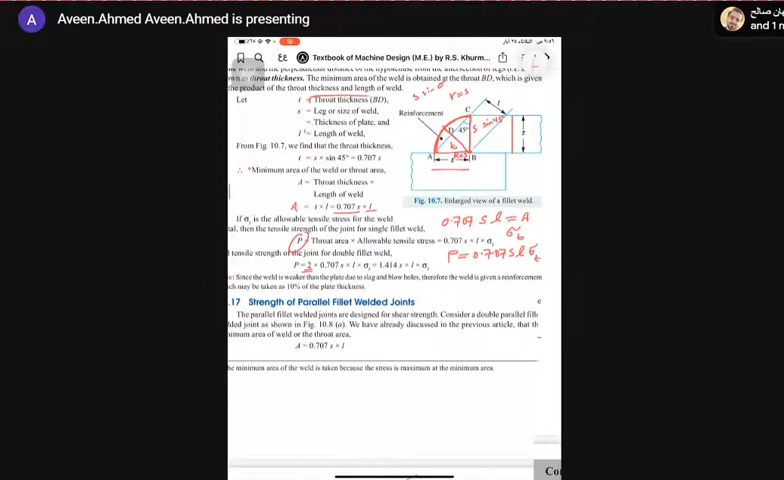 A Aveen.Ahmed Aveen.Ahmed is presenting
and 1 n
Textbook of Machine Design (M.E.) by R.S. Khurm...
throat thickness. The minimum area of the weld is obtained at the throat BD, which is given
the product of the throat thickness and length of weld.
Let t = Throat thickness (BD),
s = Leg or size of weld,
= Thickness of plate, and
l = Length of weld,
From Fig. 10.7, we find that the throat thickness,
t = s × sin 45° = 0.707 s
∴ *Minimum area of the weld or throat area,
A = Throat thickness ×
Length of weld
A = t × l = 0.707 s × l
Reinforcement
45°
A
B
C
D
s
t
Fig. 10.7. Enlarged view of a fillet weld.
If σt is the allowable tensile stress for the weld
tal, then the tensile strength of the joint for single fillet weld,
P = Throat area × Allowable tensile stress = 0.707 s × l × σt
tensile strength of the joint for double fillet weld,
P = 2 × 0.707 s × l × σt = 1.414 s × l × σt
e: Since the weld is weaker than the plate due to slag and blow holes, therefore the weld is given a reinforcement
ich may be taken as 10% of the plate thickness.
A
0.707 s l = A
P = 0.707 s l σt
.17 Strength of Parallel Fillet Welded Joints
The parallel fillet welded joints are designed for shear strength. Consider a double parallel fille
lded joint as shown in Fig. 10.8 (a). We have already discussed in the previous article, that th
nimum area of weld or the throat area,
A = 0.707 s × l
he minimum area of the weld is taken because the stress is maximum at the minimum area.
Co